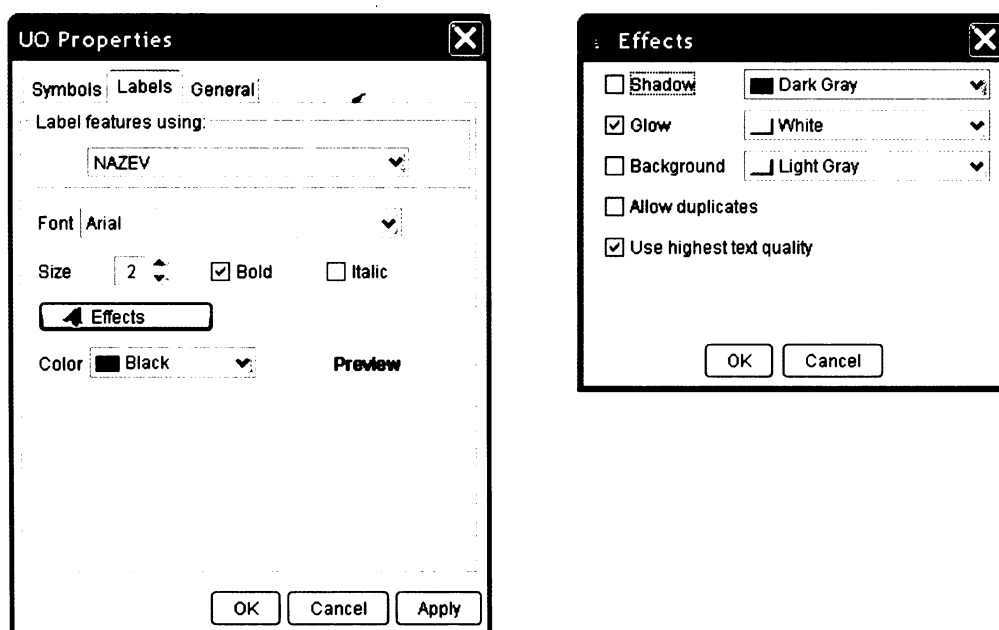 UO Properties
Symbols Labels General
Label features using:
NAZEV
Font Arial
Size 2 Bold Italic
Effects
Color Black Preview
OK Cancel Apply
Effects
Shadow Dark Gray
Glow White
Background Light Gray
Allow duplicates
Use highest text quality
OK Cancel